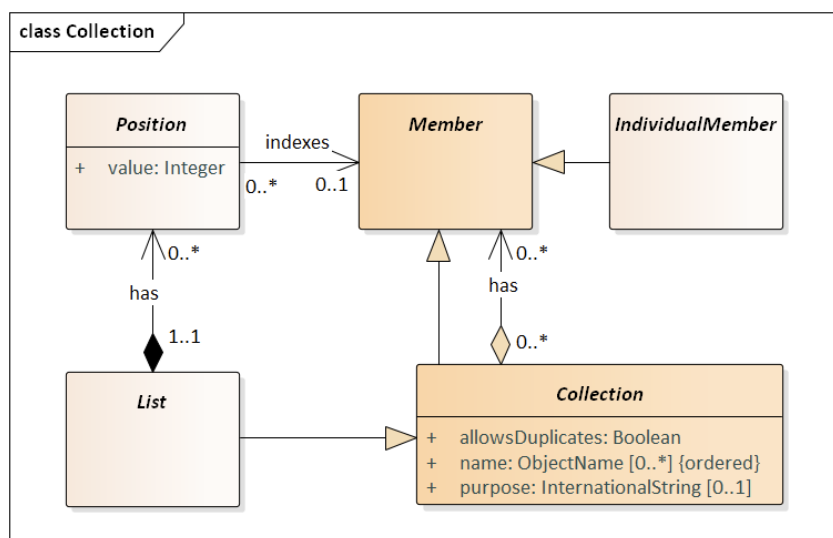 class Collection
Position
+ value: Integer
indexes
0..*
0..1
Member
IndividualMember
0..*
has
1..1
0..*
has
0..*
List
Collection
+ allowsDuplicates: Boolean
+ name: ObjectName [0..*] {ordered}
+ purpose: InternationalString [0..1]